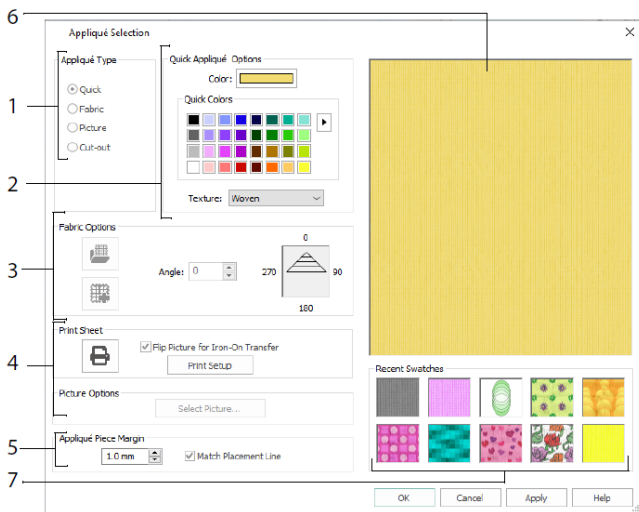 6
Appliqué Selection
Appliqué Type
Quick
Fabric
Picture
Cut-out
1
Quick Appliqué Options
Color:
Quick Colors
Texture: Woven
2
Fabric Options
Angle: 0
0
270 90
180
3
Print Sheet
Flip Picture for Iron-On Transfer
Print Setup
4
Picture Options
Select Picture...
Appliqué Piece Margin
1.0 mm
Match Placement Line
5
Recent Swatches
7
OK Cancel Apply Help